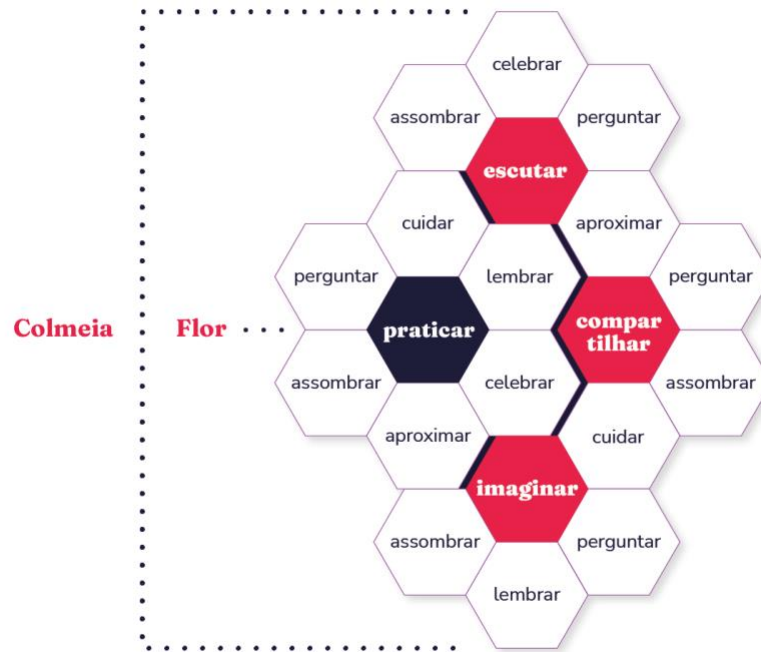 celebrar
assombrar
perguntar
escutar
cuidar
aproximar
perguntar
lembrar
perguntar
Colmeia
Flor
praticar
compar
tilhar
assombrar
celebrar
assombrar
aproximar
cuidar
imaginar
assombrar
perguntar
lembrar